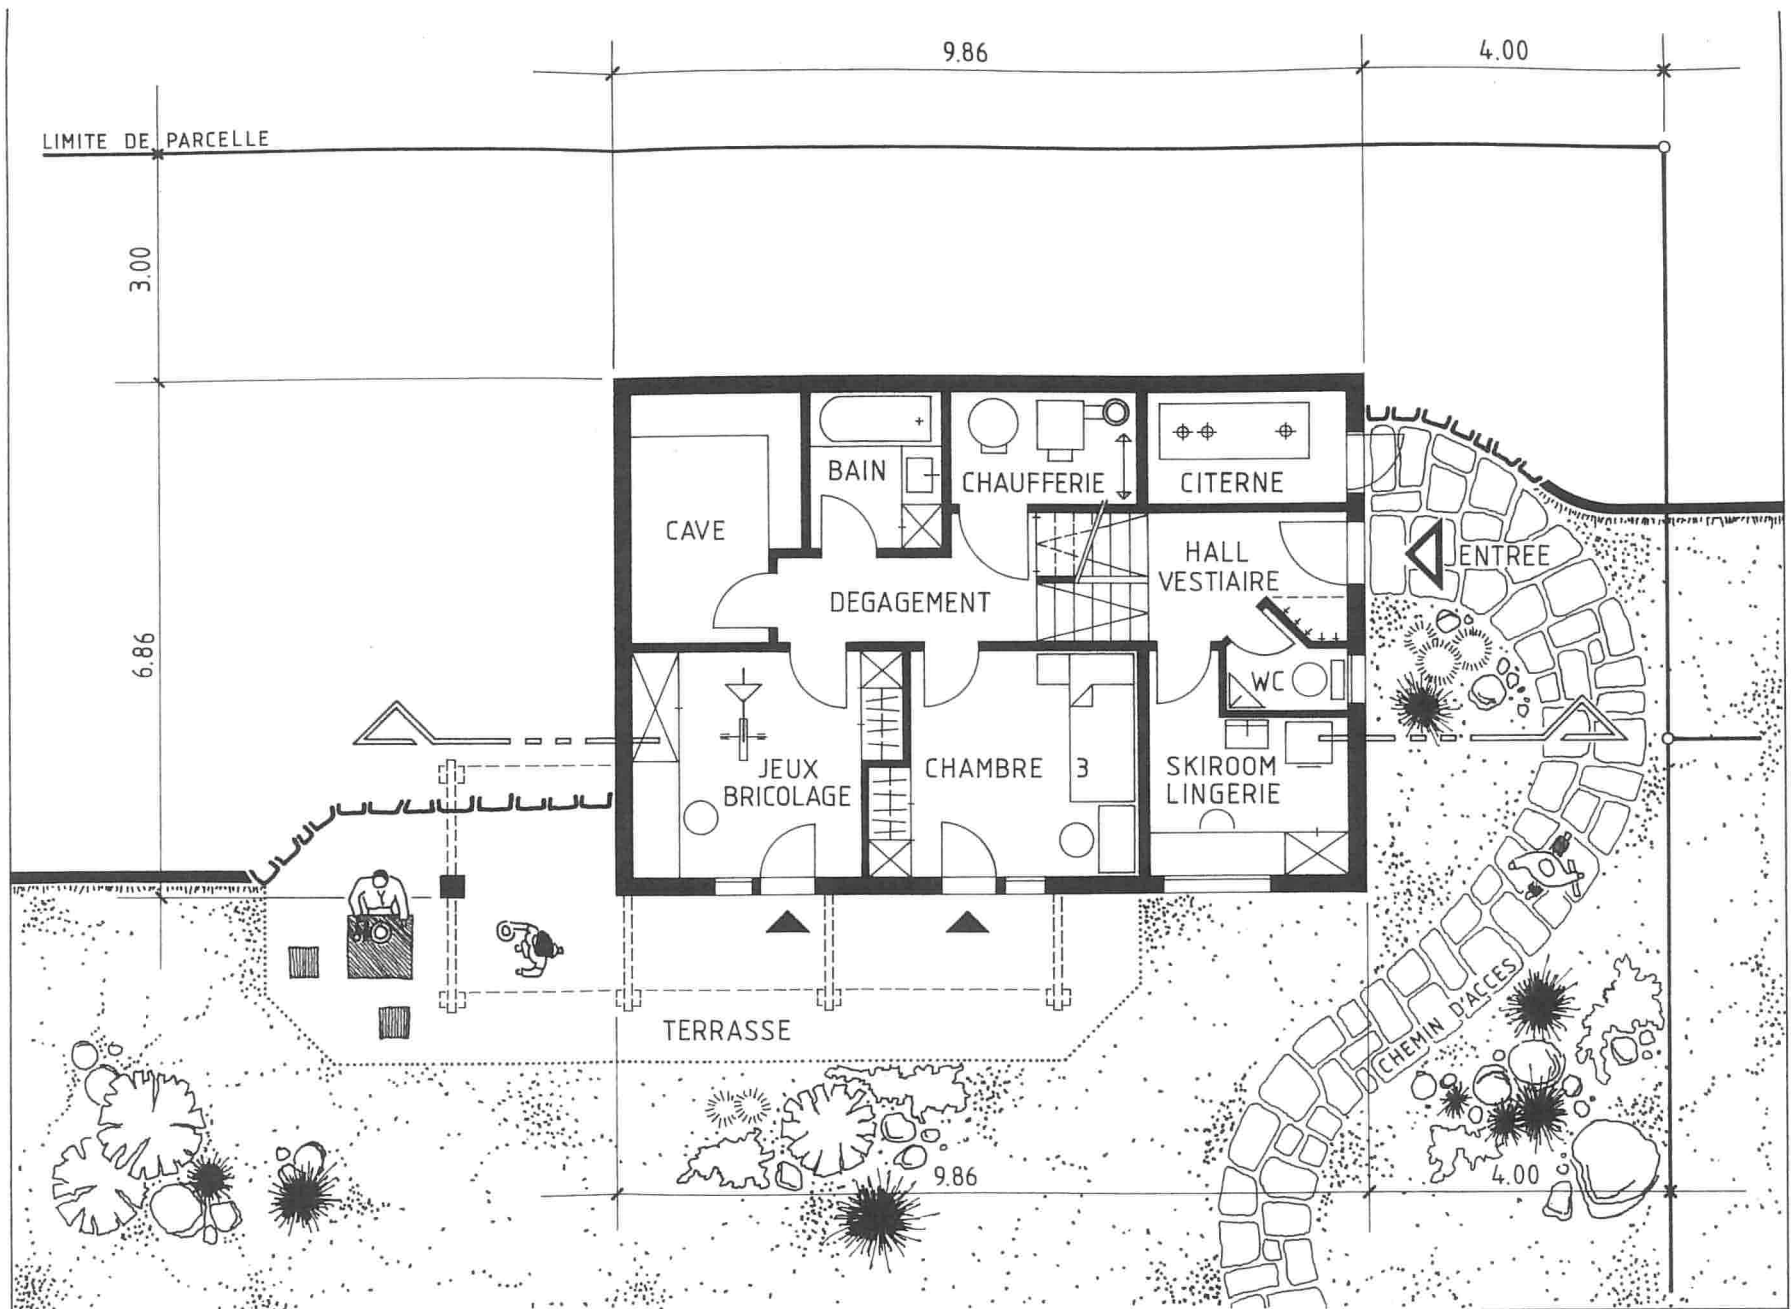 9.86
4.00
LIMITE DE PARCELLE
3.00
BAIN
CHAUFFERIE
CITERNE
CAVE
HALL
VESTIAIRE
ENTREE
DEGAGEMENT
6.86
WC
JEUX
BRICOLAGE
CHAMBRE 3
SKIROOM
LINGERIE
CHEMIN D'ACCES
TERRASSE
9.86
4.00